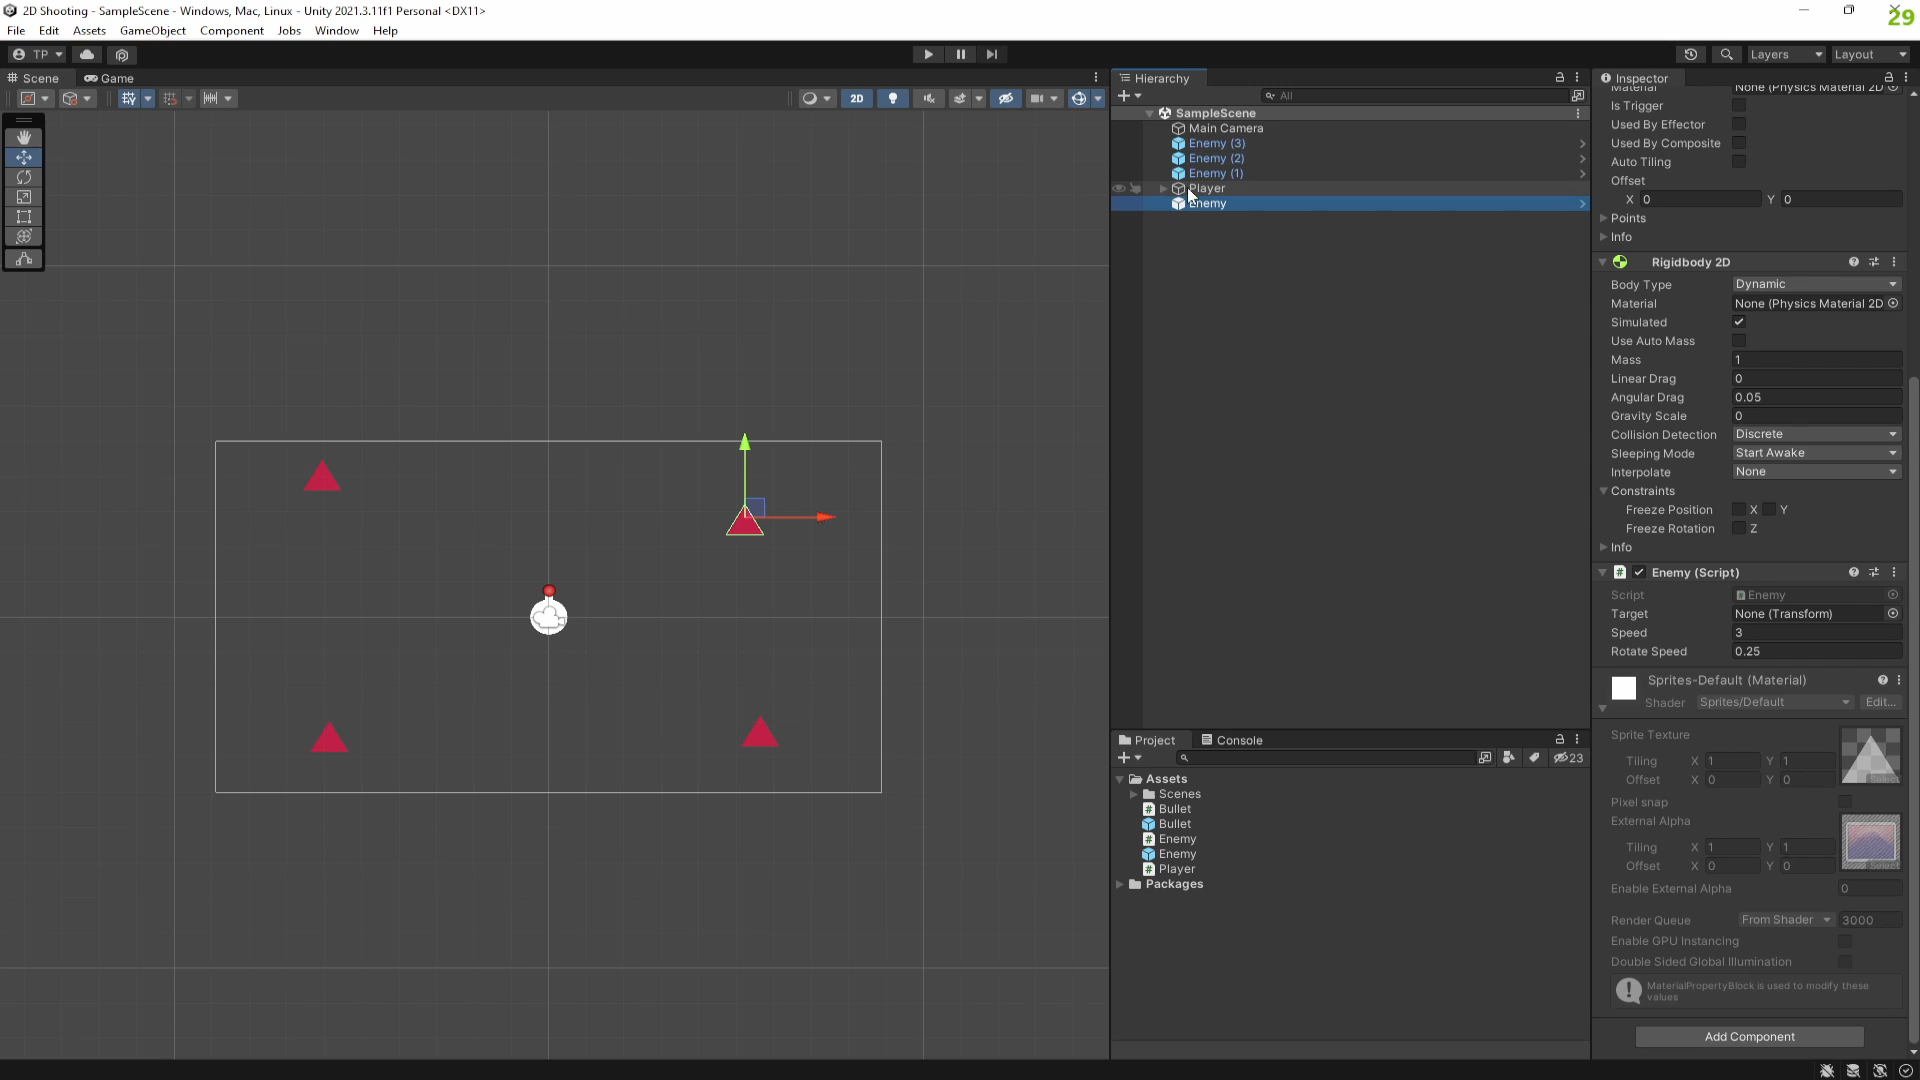 2D Shooting - SampleScene - Windows, Mac, Linux - Unity 2021.3.11f1 Personal <DX11>
29
File Edit Assets GameObject Component Jobs Window Help
TP Layers Layout
Scene Game
2D
Hierarchy
All
SampleScene
Main Camera
Enemy (3)
Enemy (2)
Enemy (1)
Player
Enemy
Project Console
23
Assets
Scenes
Bullet
Bullet
Enemy
Enemy
Player
Packages
Inspector
Material None (Physics Material 2D
Is Trigger
Used By Effector
Used By Composite
Auto Tiling
Offset
X 0 Y 0
Points
Info
Rigidbody 2D
Body Type Dynamic
Material None (Physics Material 2D
Simulated
Use Auto Mass
Mass 1
Linear Drag 0
Angular Drag 0.05
Gravity Scale 0
Collision Detection Discrete
Sleeping Mode Start Awake
Interpolate None
Constraints
Freeze Position X Y
Freeze Rotation Z
Info
Enemy (Script)
Script Enemy
Target None (Transform)
Speed 3
Rotate Speed 0.25
Sprites-Default (Material)
Shader Sprites/Default Edit...
Sprite Texture
Tiling X 1 Y 1
Offset X 0 Y 0
Select
Pixel snap
External Alpha
Tiling X 1 Y 1
Offset X 0 Y 0
Select
Enable External Alpha 0
Render Queue From Shader 3000
Enable GPU Instancing
Double Sided Global Illumination
MaterialPropertyBlock is used to modify these
values
Add Component